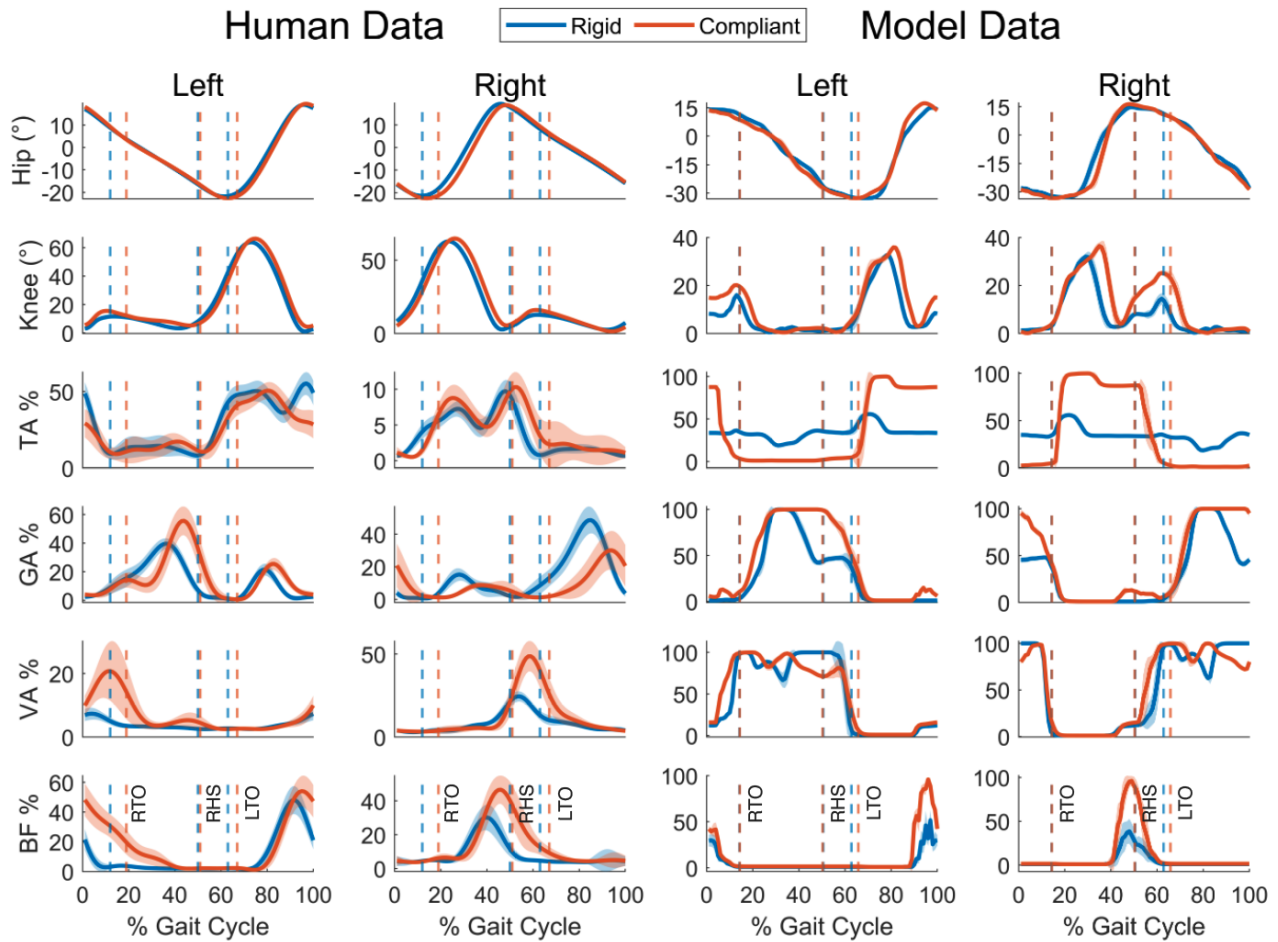 Human Data
Rigid
Compliant
Model Data
Left
Right
Left
Right
Hip (°)
10
0
-10
-20
10
0
-10
-20
15
0
-15
-30
15
0
-15
-30
Knee (°)
60
40
20
0
50
0
40
20
0
40
20
0
TA %
50
0
10
5
0
100
50
0
100
50
0
GA %
60
40
20
0
40
20
0
100
50
0
100
50
0
VA %
20
0
50
0
100
50
0
100
50
0
BF %
60
40
20
0
RTO
RHS
LTO
60
40
20
0
RTO
RHS
LTO
100
50
0
RTO
RHS
LTO
100
50
0
RTO
RHS
LTO
0 20 40 60 80 100
0 20 40 60 80 100
0 20 40 60 80 100
0 20 40 60 80 100
% Gait Cycle
% Gait Cycle
% Gait Cycle
% Gait Cycle